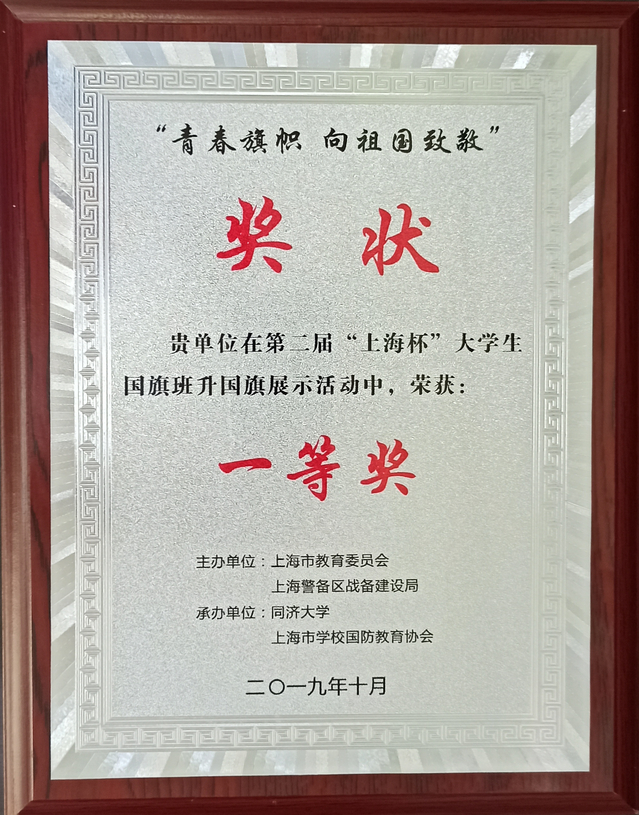 “青春旗帜 向祖国致敬”
奖 状
贵单位在第二届“上海杯”大学生
国旗班升国旗展示活动中，荣获：
一等奖
主办单位：上海市教育委员会
上海警备区战备建设局
承办单位：同济大学
上海市学校国防教育协会
二〇一九年十月